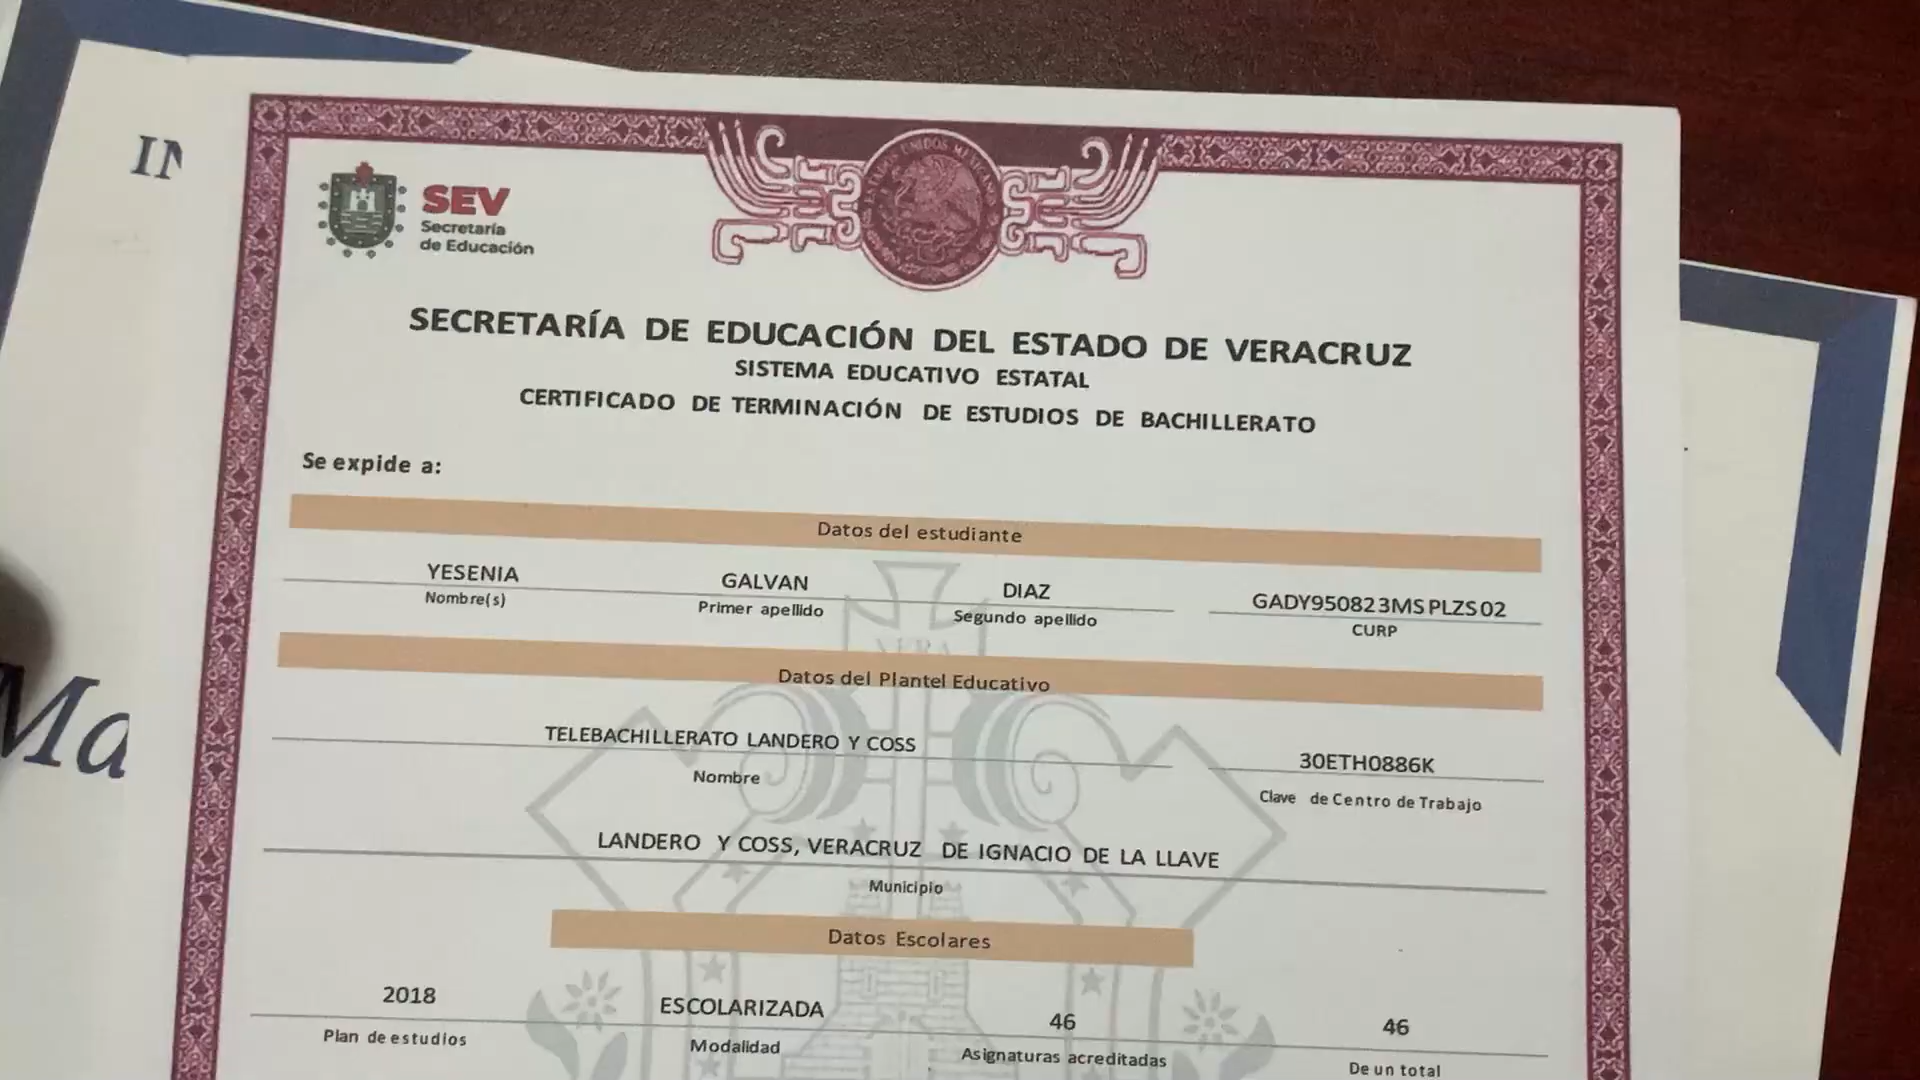 IN
SEV
Secretaría
de Educación
SECRETARÍA DE EDUCACIÓN DEL ESTADO DE VERACRUZ
SISTEMA EDUCATIVO ESTATAL
CERTIFICADO DE TERMINACIÓN DE ESTUDIOS DE BACHILLERATO
Se expide a:
Datos del estudiante
YESENIA GALVAN DIAZ GADY950823MSPLZS02
Nombre(s) Primer apellido Segundo apellido CURP
Datos del Plantel Educativo
TELEBACHILLERATO LANDERO Y COSS 30ETH0886K
Nombre Clave de Centro de Trabajo
LANDERO Y COSS, VERACRUZ DE IGNACIO DE LA LLAVE
Municipio
Datos Escolares
2018 ESCOLARIZADA 46 46
Plan de estudios Modalidad Asignaturas acreditadas De un total
Ma